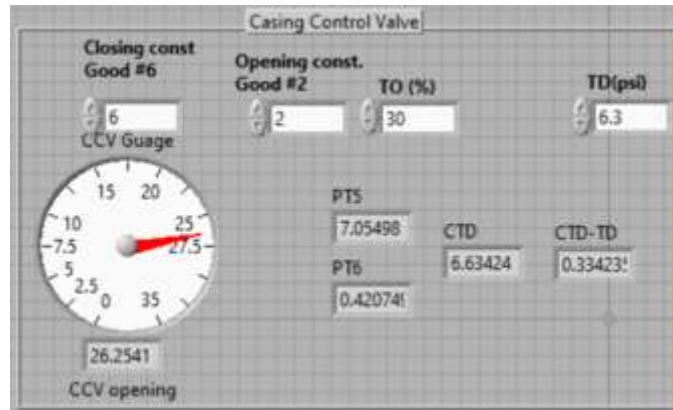 Casing Control Valve
Closing const
Good #6
6
Opening const.
Good #2
2
TO (%)
30
TD(psi)
6.3
CCV Guage
0
2.5
5
7.5
10
15
20
25
27.5
35
26.2541
CCV opening
PT5
7.05498
PT6
0.42074
CTD
6.63424
CTD-TD
0.33423